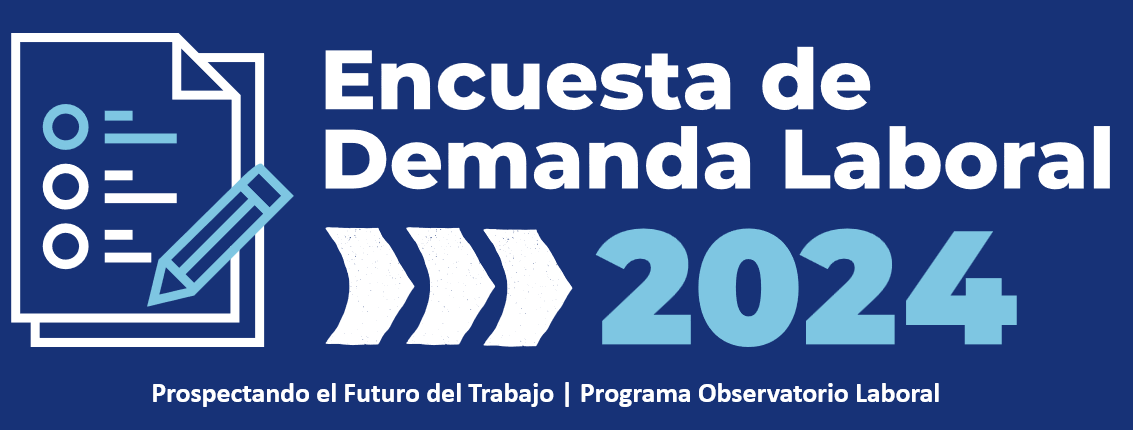 Encuesta de
Demanda Laboral
2024
Prospectando el Futuro del Trabajo | Programa Observatorio Laboral